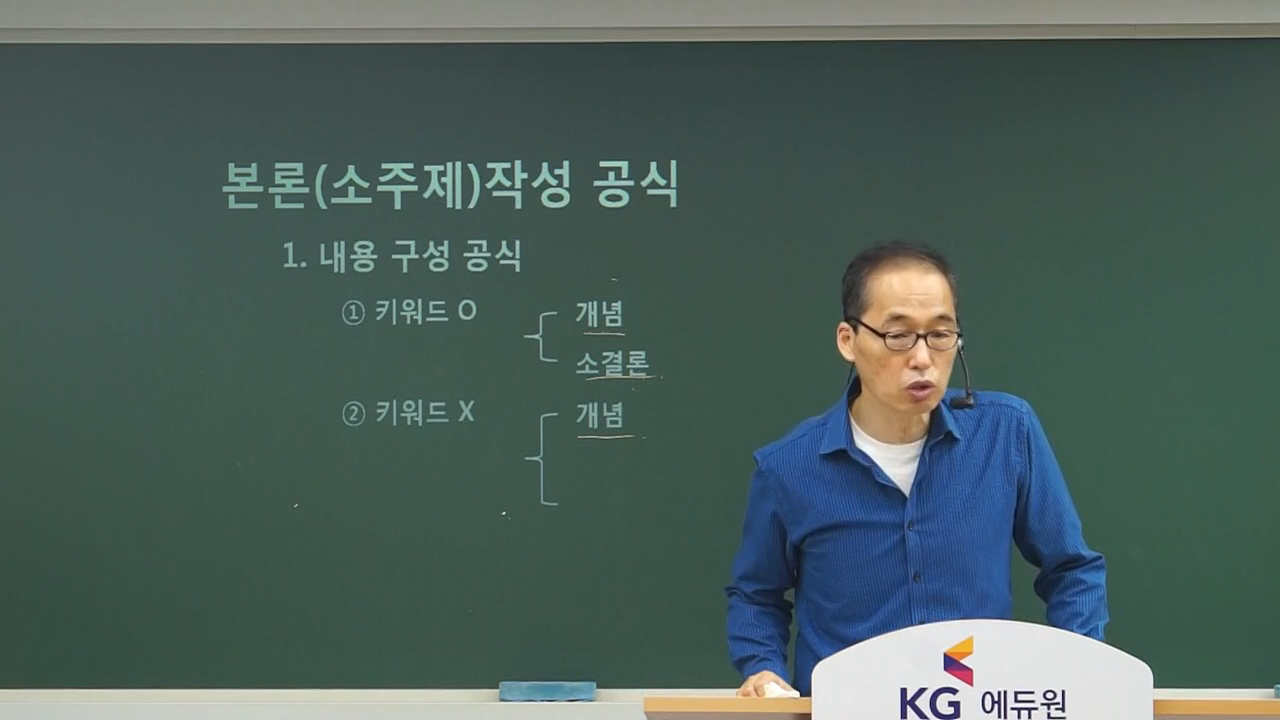 본론(소주제)작성 공식
1. 내용 구성 공식
① 키워드 O
개념
소결론
② 키워드 X
개념
KG 에듀원